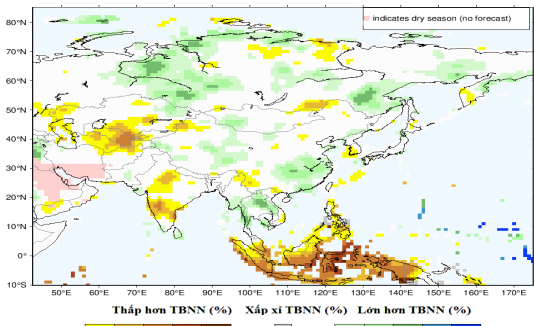 indicates dry season (no forecast)
80°N
70°N
60°N
50°N
40°N
30°N
20°N
10°N
0°
10°S
50°E 60°E 70°E 80°E 90°E 100°E 110°E 120°E 130°E 140°E 150°E 160°E 170°E
Thấp hơn TBNN (%) Xấp xỉ TBNN (%) Lớn hơn TBNN (%)